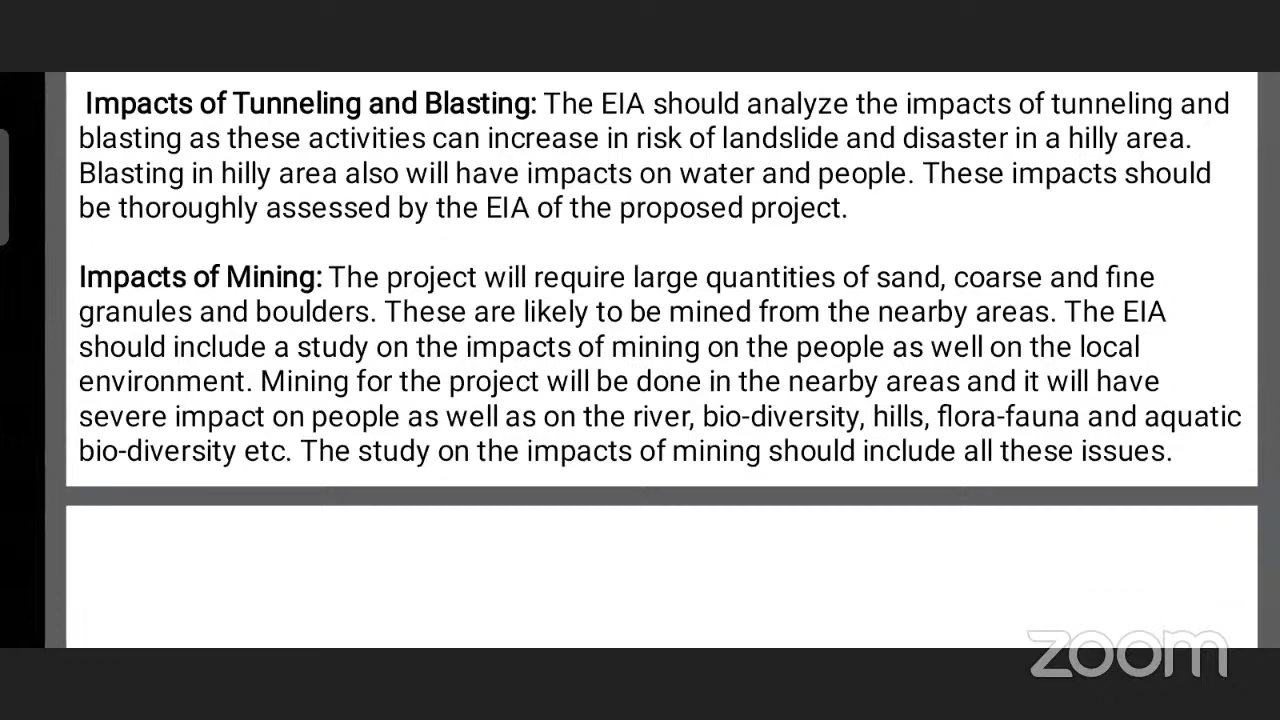 Impacts of Tunneling and Blasting: The EIA should analyze the impacts of tunneling and
blasting as these activities can increase in risk of landslide and disaster in a hilly area.
Blasting in hilly area also will have impacts on water and people. These impacts should
be thoroughly assessed by the EIA of the proposed project.
Impacts of Mining: The project will require large quantities of sand, coarse and fine
granules and boulders. These are likely to be mined from the nearby areas. The EIA
should include a study on the impacts of mining on the people as well on the local
environment. Mining for the project will be done in the nearby areas and it will have
severe impact on people as well as on the river, bio-diversity, hills, flora-fauna and aquatic
bio-diversity etc. The study on the impacts of mining should include all these issues.
zoom